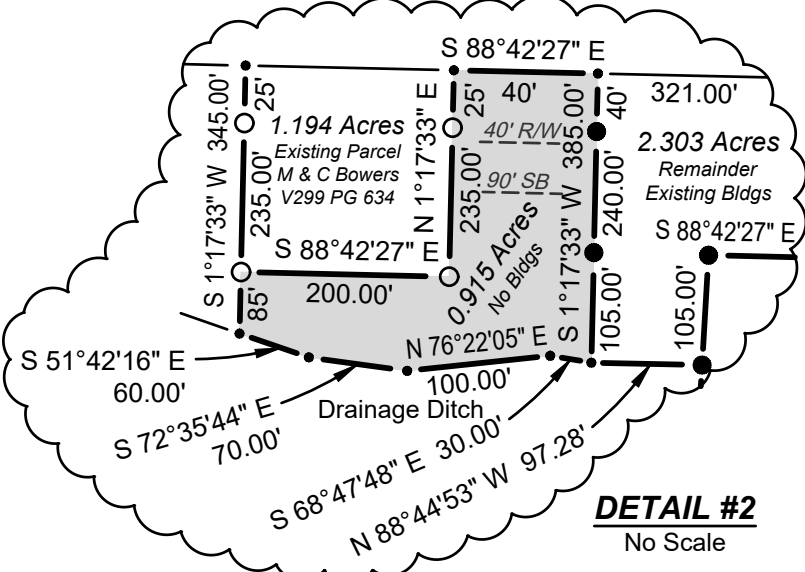 S 88°42'27" E
40'
321.00'
S 1°17'33" W 345.00'
25'
235.00'
85'
1.194 Acres
Existing Parcel
M & C Bowers
V299 PG 634
N 1°17'33" E
25'
235.00'
40' R/W
90' SB
S 1°17'33" W 385.00'
40'
240.00'
105.00'
2.303 Acres
Remainder
Existing Bldgs
S 88°42'27" E
105.00'
S 88°42'27" E
200.00'
0.915 Acres
No Bldgs
S 51°42'16" E
60.00'
S 72°35'44" E
70.00'
N 76°22'05" E
100.00'
Drainage Ditch
S 68°47'48" E 30.00'
N 88°44'53" W 97.28'
DETAIL #2
No Scale